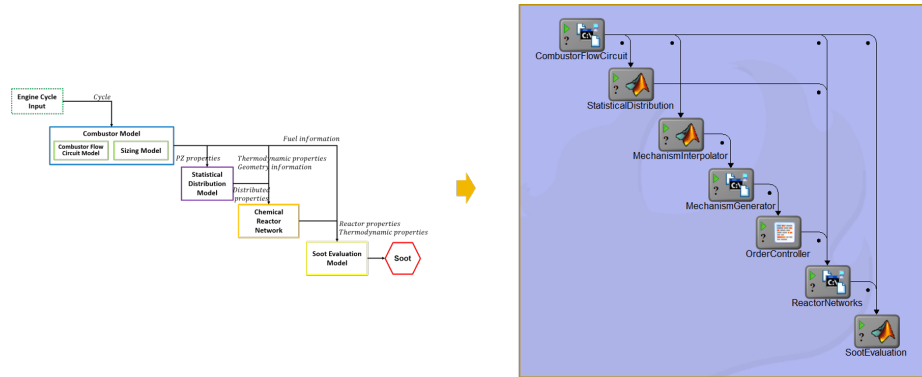 Engine Cycle
Input
Cycle
Combustor Model
Combustor Flow
Circuit Model
Sizing Model
Fuel information
PZ properties
Thermodynamic properties
Geometry information
Statistical
Distribution
Model
Distributed
properties
Chemical
Reactor
Network
Reactor properties
Thermodynamic properties
Soot Evaluation
Model
Soot
CombustorFlowCircuit
StatisticalDistribution
MechanismInterpolator
MechanismGenerator
OrderController
ReactorNetworks
SootEvaluation
?
?
?
?
?
?
?
C:\
C:\
C:\